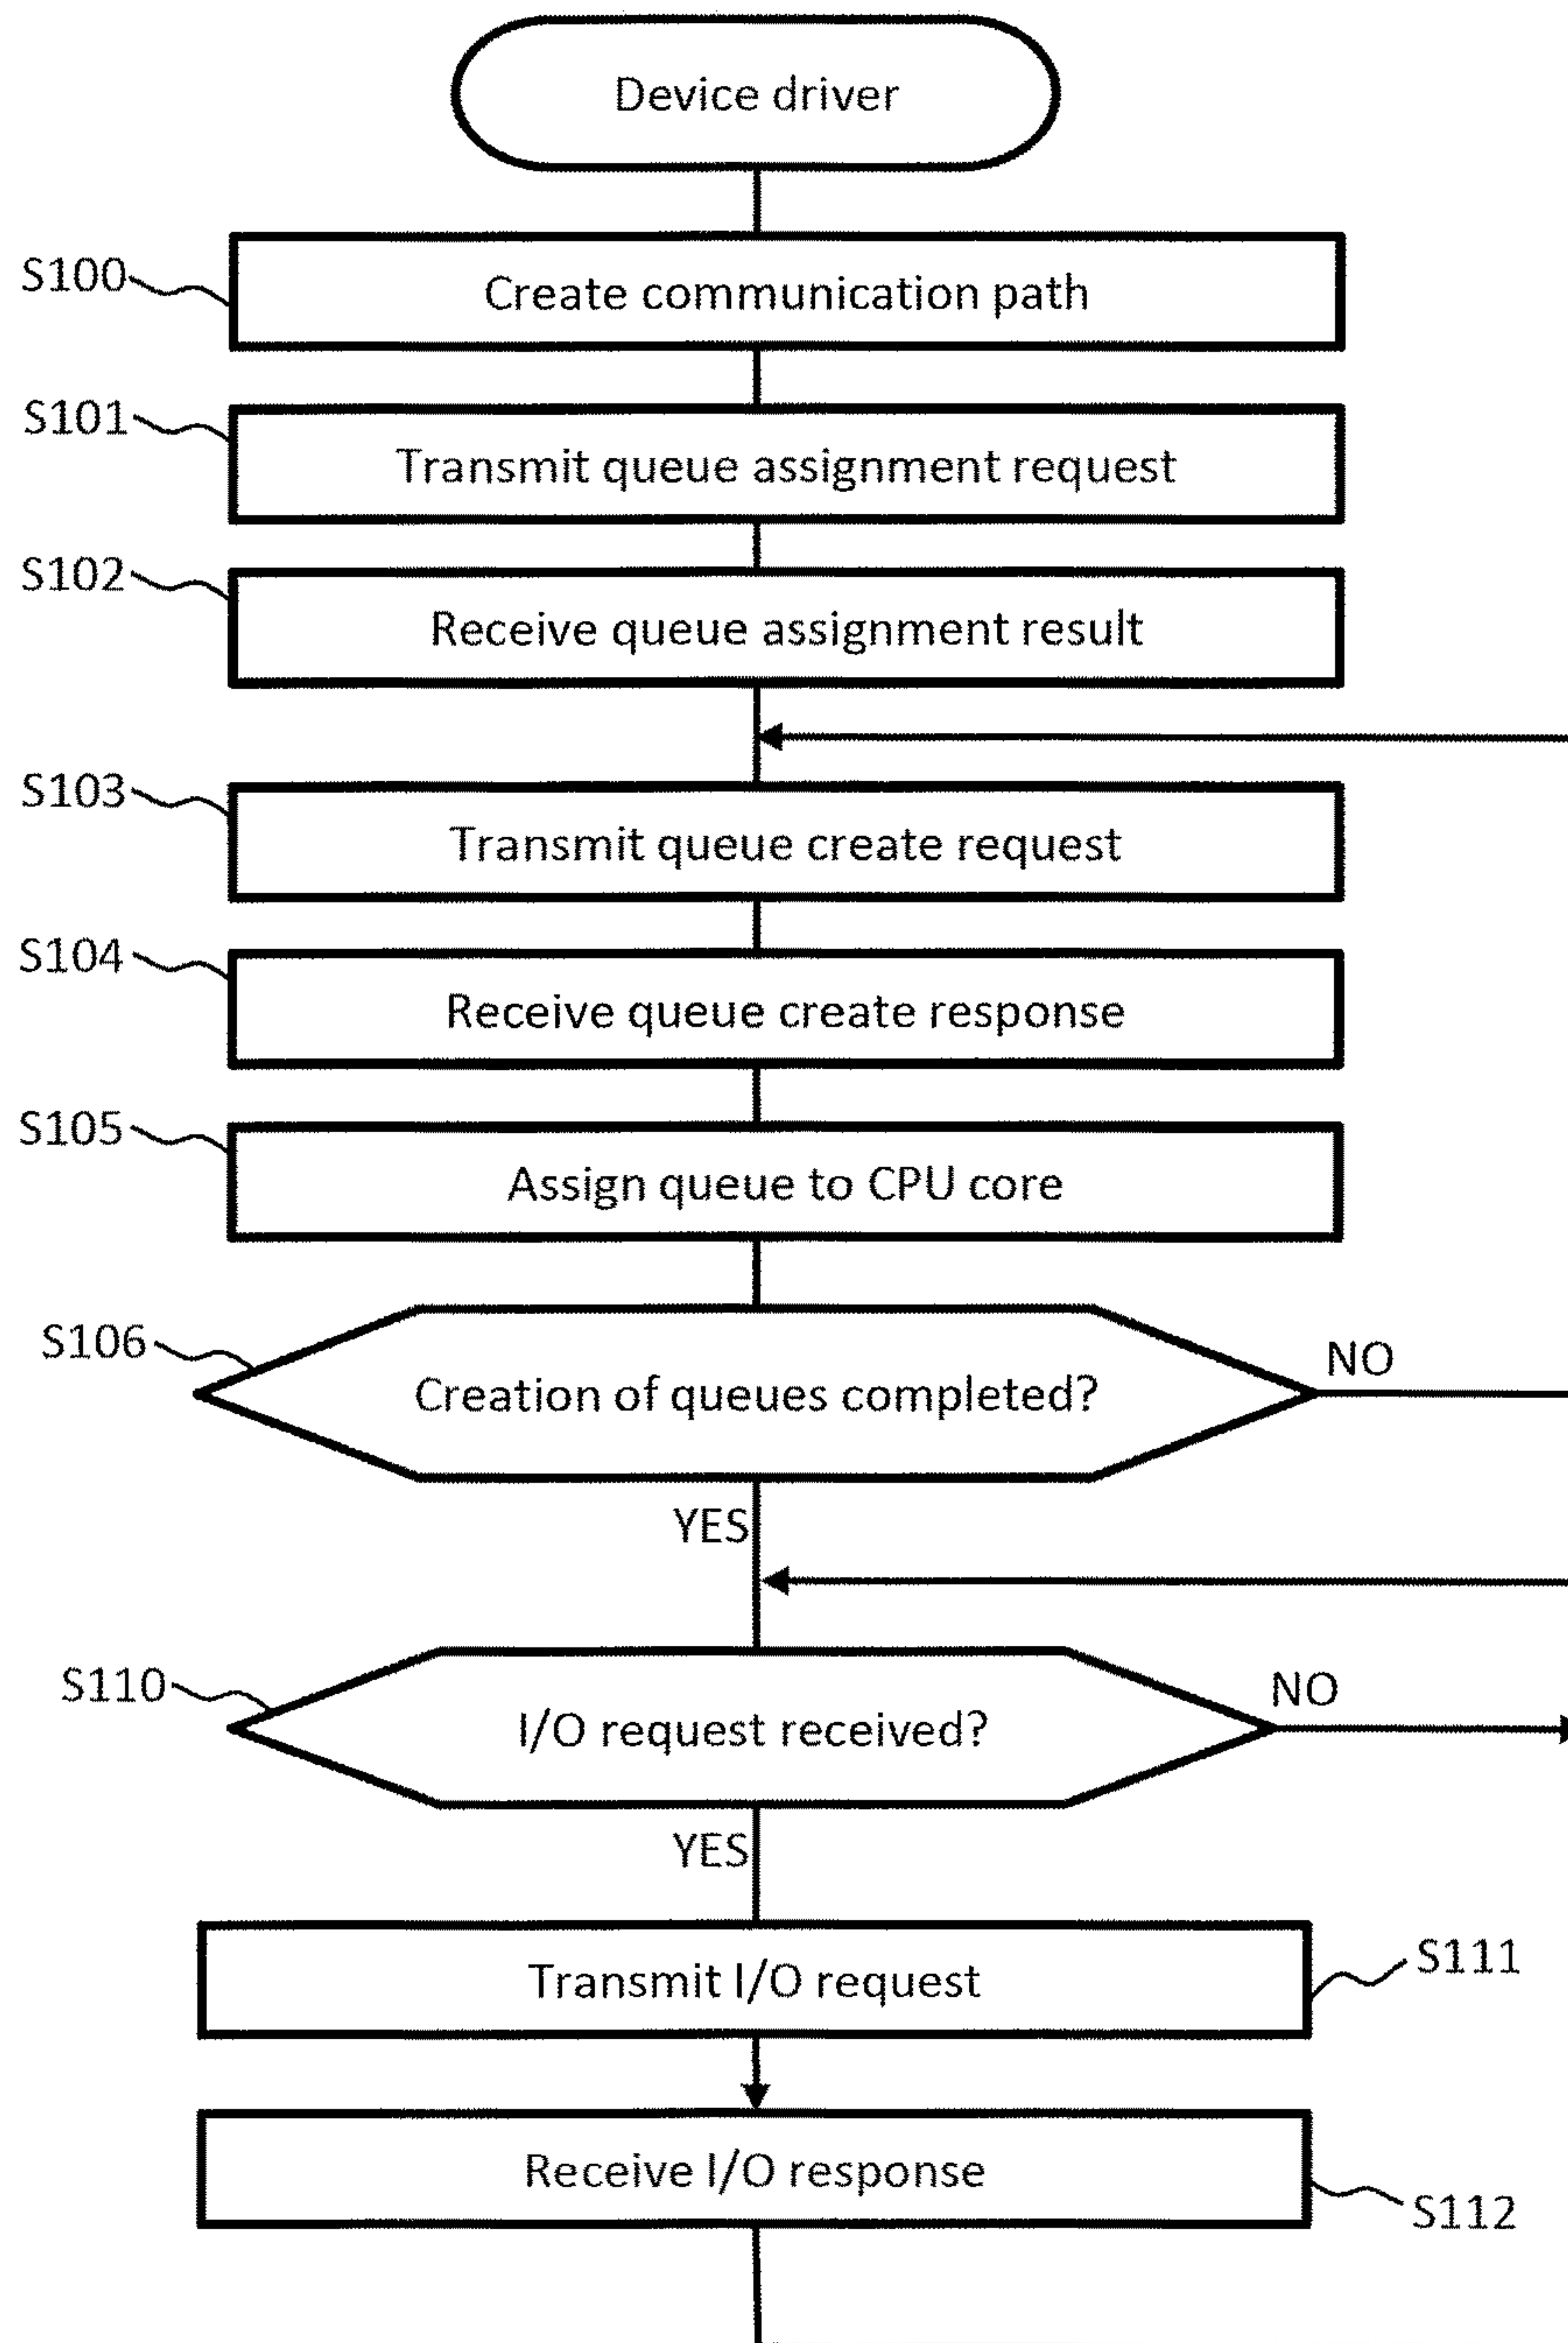 Device driver
S100
Create communication path
S101
Transmit queue assignment request
S102
Receive queue assignment result
S103
Transmit queue create request
S104
Receive queue create response
S105
Assign queue to CPU core
S106
Creation of queues completed?
NO
YES
S110
I/O request received?
NO
YES
Transmit I/O request
S111
Receive I/O response
S112